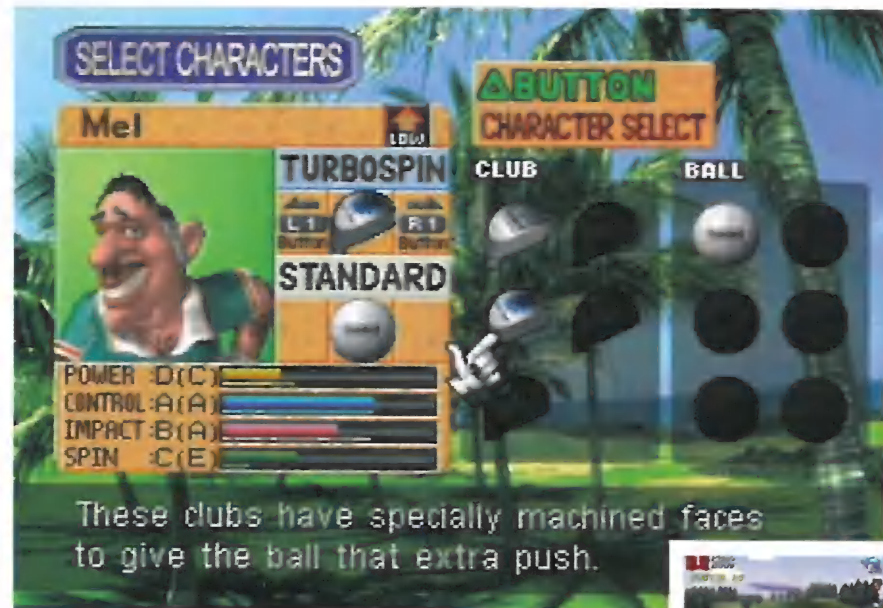 SELECT CHARACTERS
Mel
LOW
TURBOSPIN
L1
Button
R1
Button
STANDARD
POWER :D(C)
CONTROL:A(A)
IMPACT:B(A)
SPIN :C(E)
△BUTTON
CHARACTER SELECT
CLUB
BALL
These clubs have specially machined faces
to give the ball that extra push.